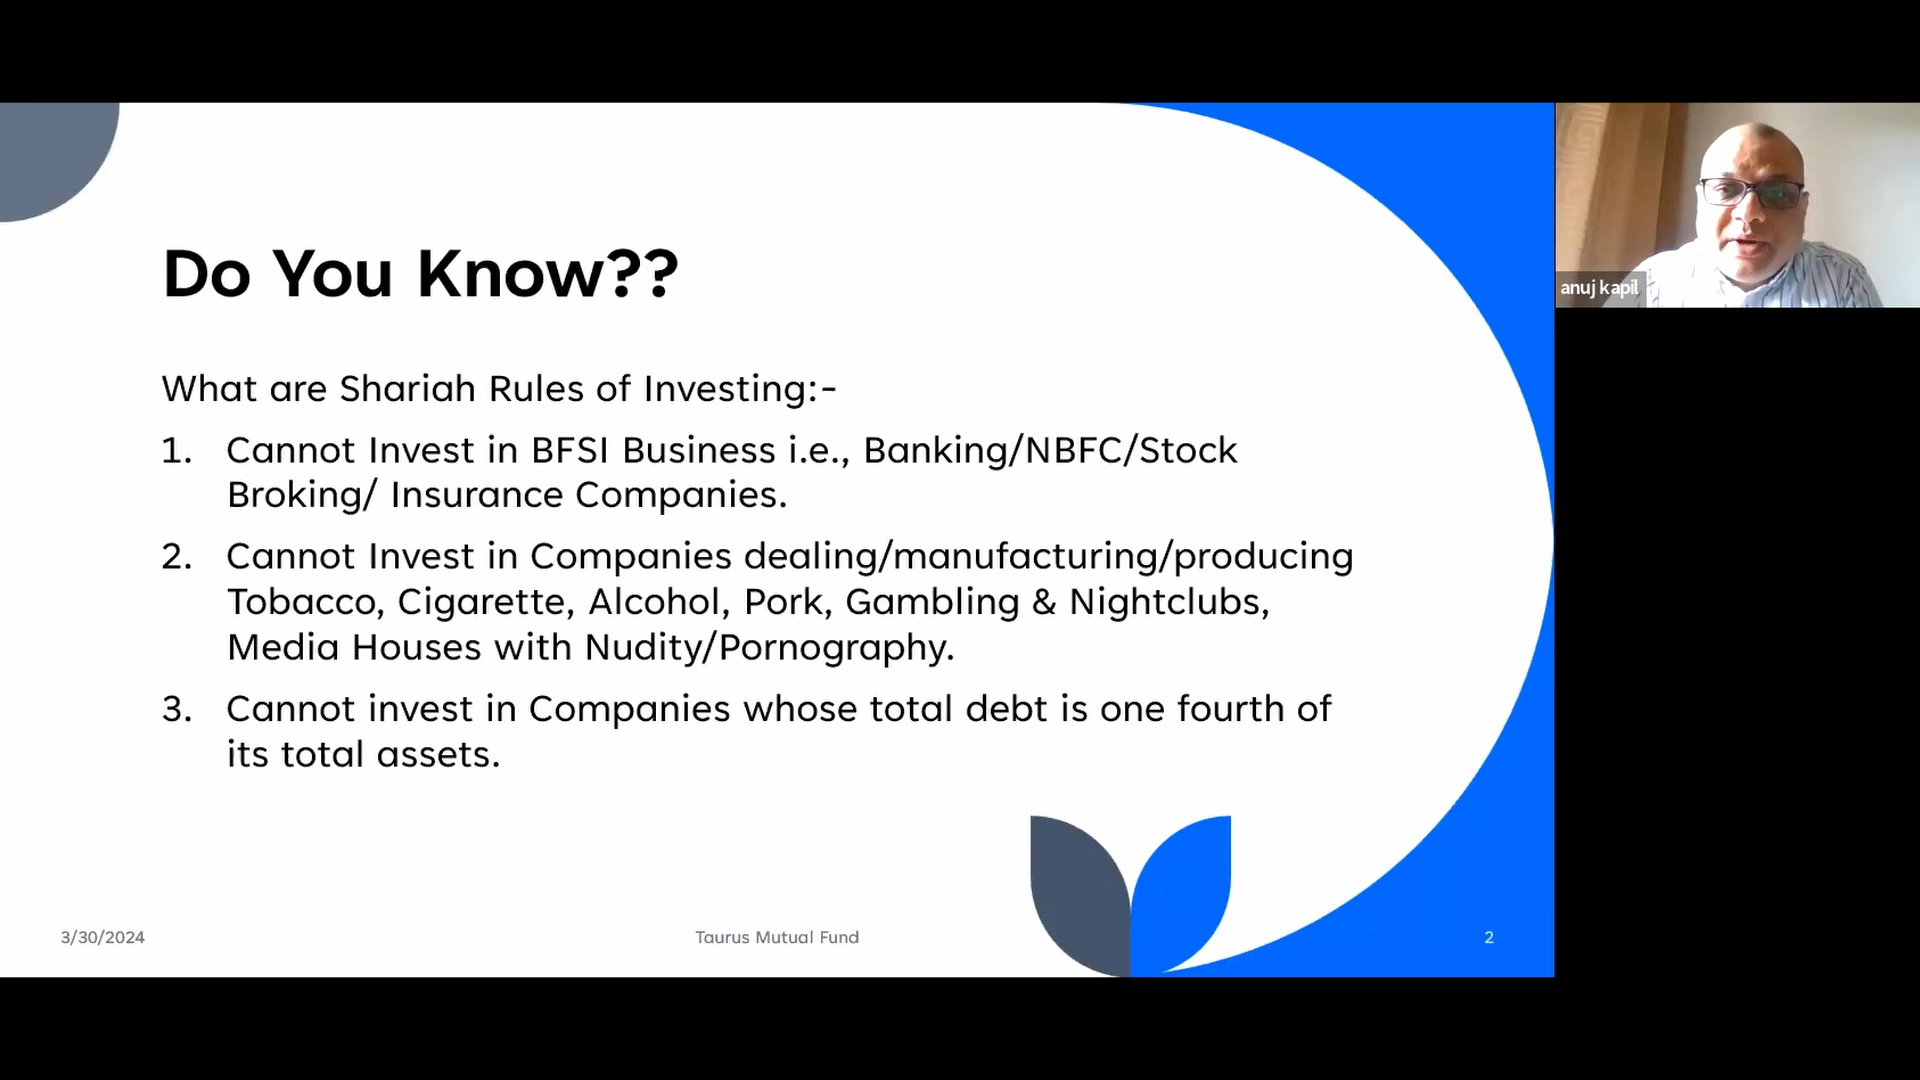 Do You Know??
What are Shariah Rules of Investing:-
1. Cannot Invest in BFSI Business i.e., Banking/NBFC/Stock
Broking/ Insurance Companies.
2. Cannot Invest in Companies dealing/manufacturing/producing
Tobacco, Cigarette, Alcohol, Pork, Gambling & Nightclubs,
Media Houses with Nudity/Pornography.
3. Cannot invest in Companies whose total debt is one fourth of
its total assets.
3/30/2024
Taurus Mutual Fund
2
anuj kapil